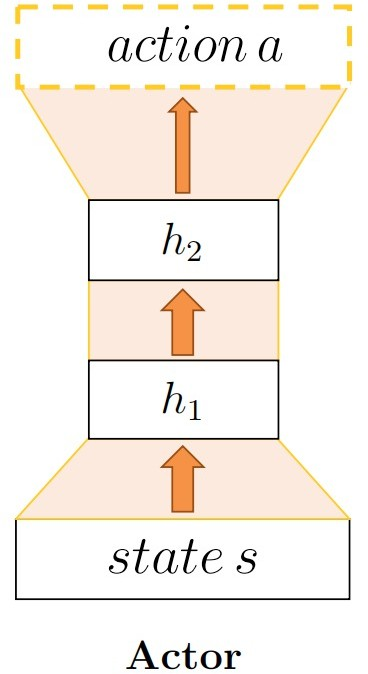 action a
h₂
h₁
state s
Actor